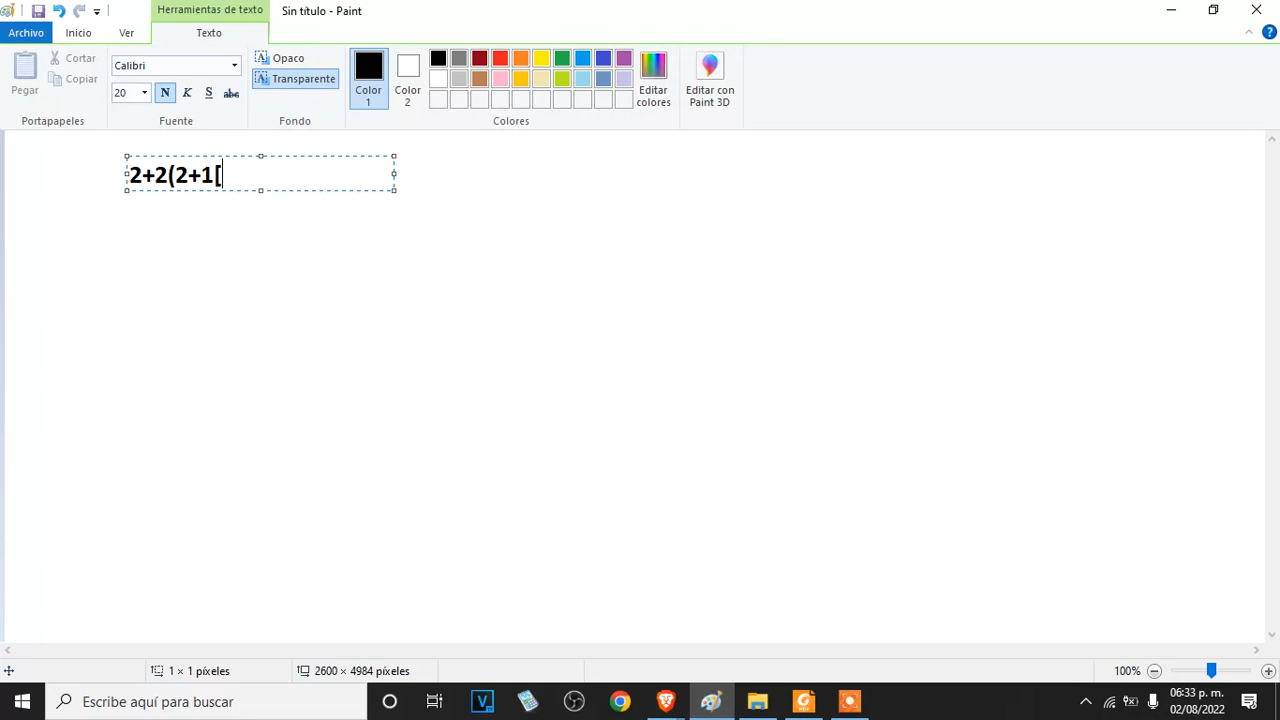 Herramientas de texto
Sin título - Paint
Archivo
Inicio
Ver
Texto
Pegar
Cortar
Copiar
Portapapeles
Calibri
20
N
K
S
abc
Fuente
A
Opaco
A
Transparente
Fondo
Color
1
Color
2
Colores
Editar
colores
Editar con
Paint 3D
2+2(2+1[
1 × 1 píxeles
2600 × 4984 píxeles
100%
Escribe aquí para buscar
06:33 p. m.
02/08/2022